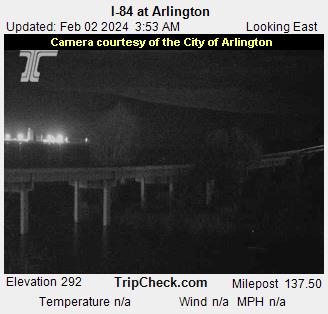 I-84 at Arlington
Updated: Feb 02 2024 3:53 AM Looking East
Camera courtesy of the City of Arlington
Elevation 292 TripCheck.com Milepost 137.50
Temperature n/a Wind n/a MPH n/a